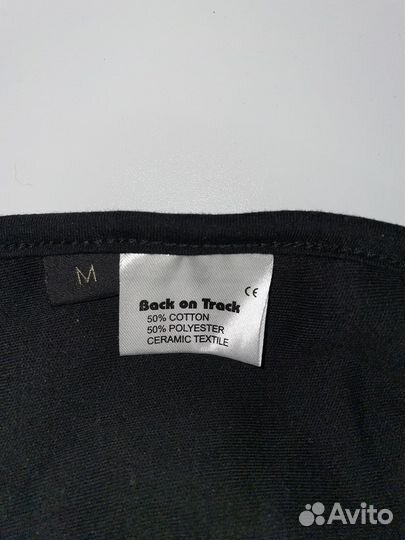 M
CE
Back on Track
50% COTTON
50% POLYESTER
CERAMIC TEXTILE
Avito